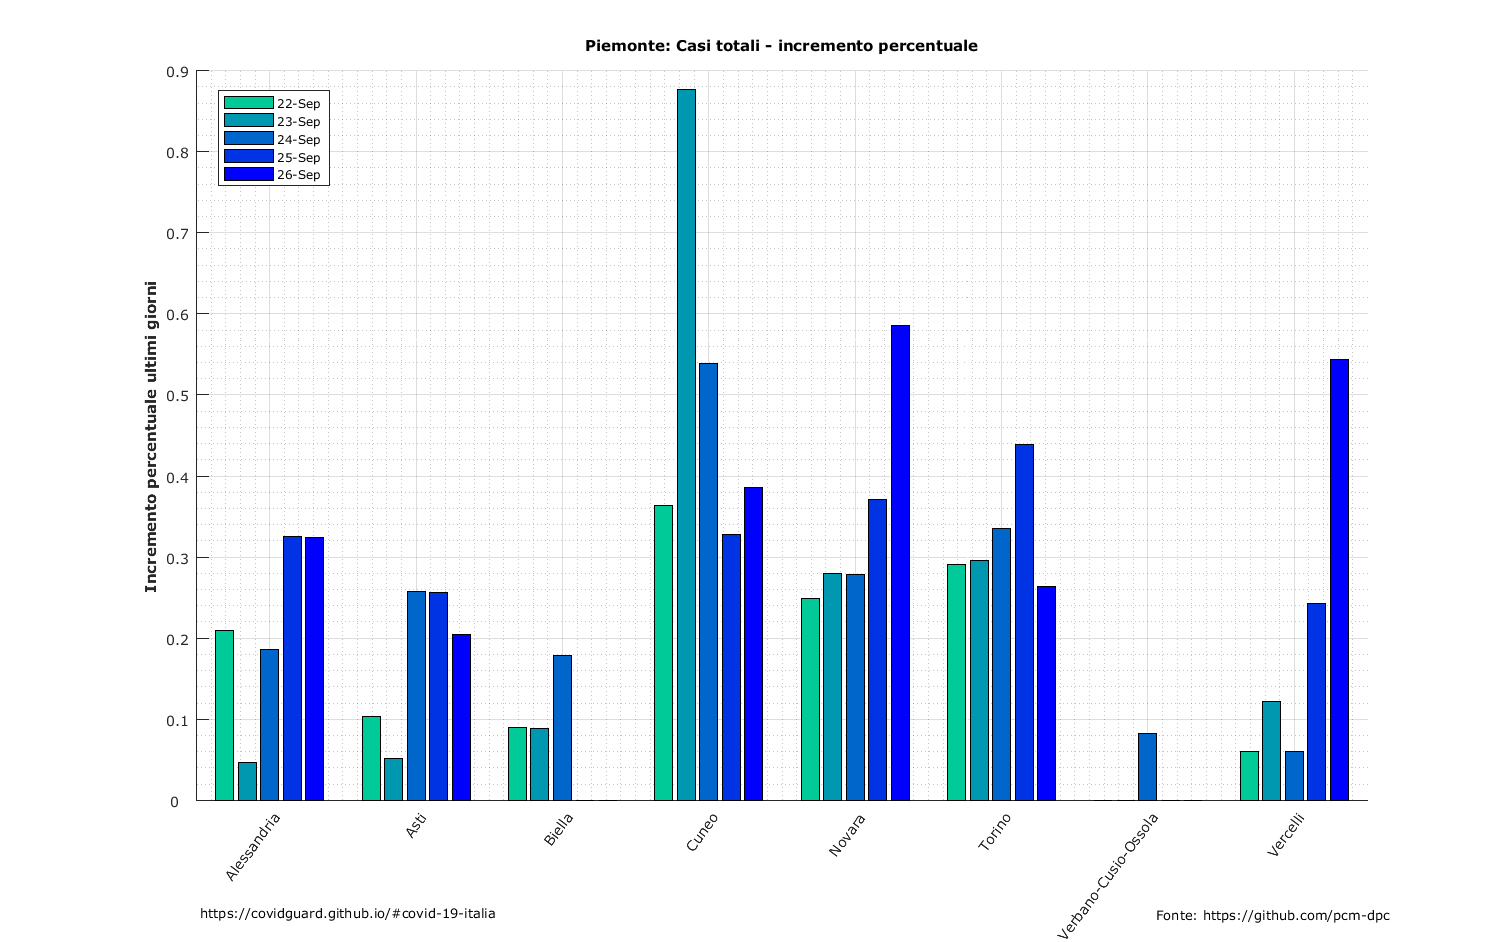 Piemonte: Casi totali - incremento percentuale
0.9
0.8
0.7
0.6
0.5
0.4
0.3
0.2
0.1
0
Incremento percentuale ultimi giorni
22-Sep
23-Sep
24-Sep
25-Sep
26-Sep
Alessandria
Asti
Biella
Cuneo
Novara
Torino
Verbano-Cusio-Ossola
Vercelli
https://covidguard.github.io/#covid-19-italia
Fonte: https://github.com/pcm-dpc